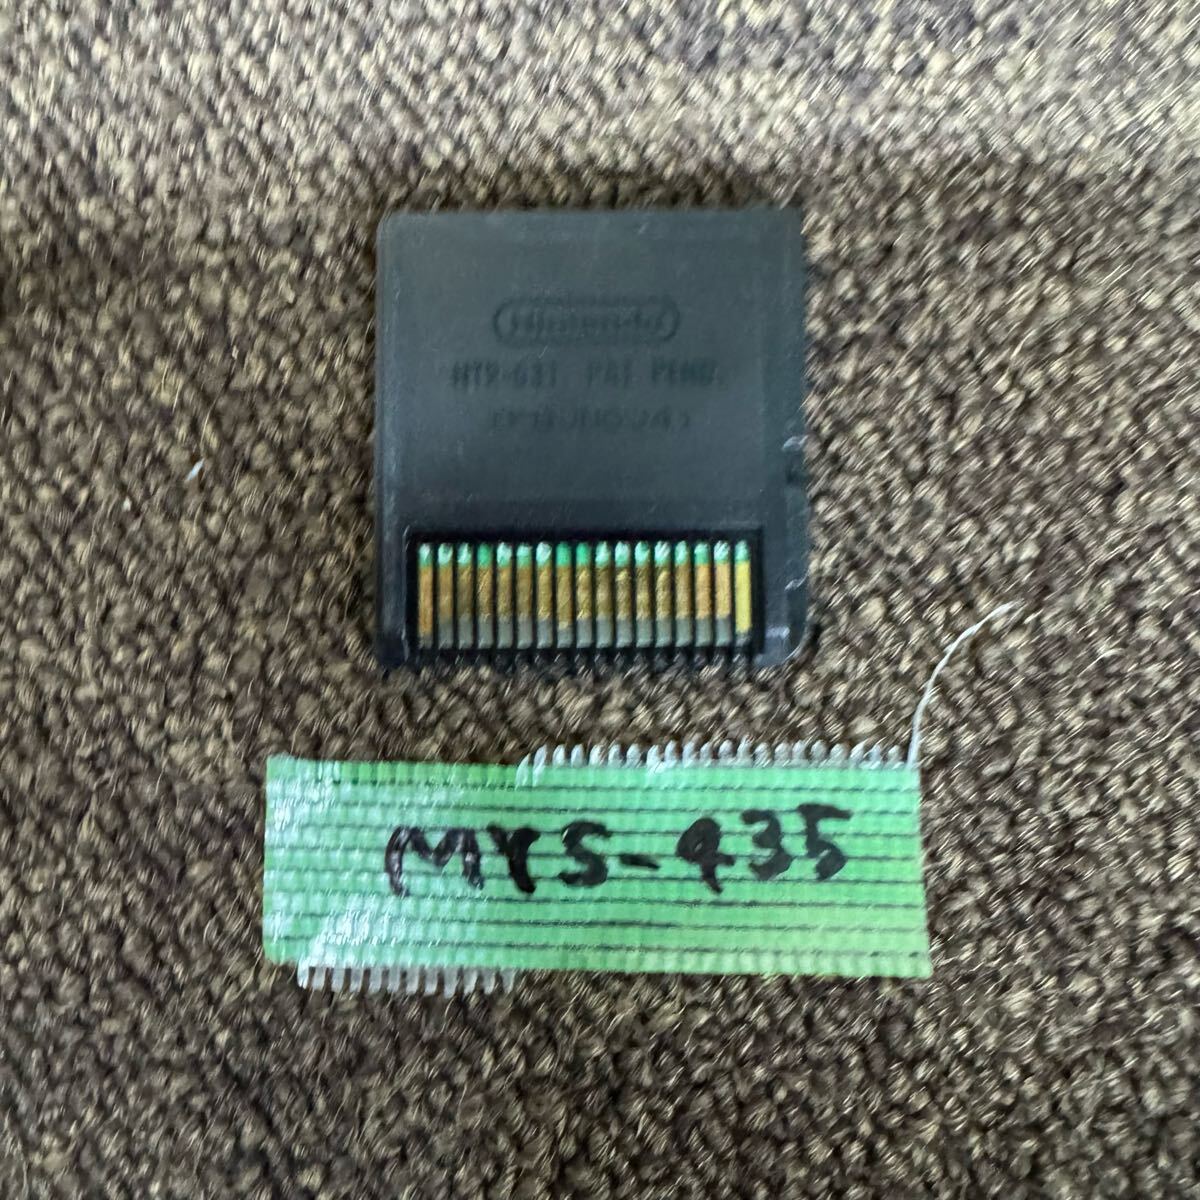 Nintendo
NTR-031 PAT. PEND.
MYS-435